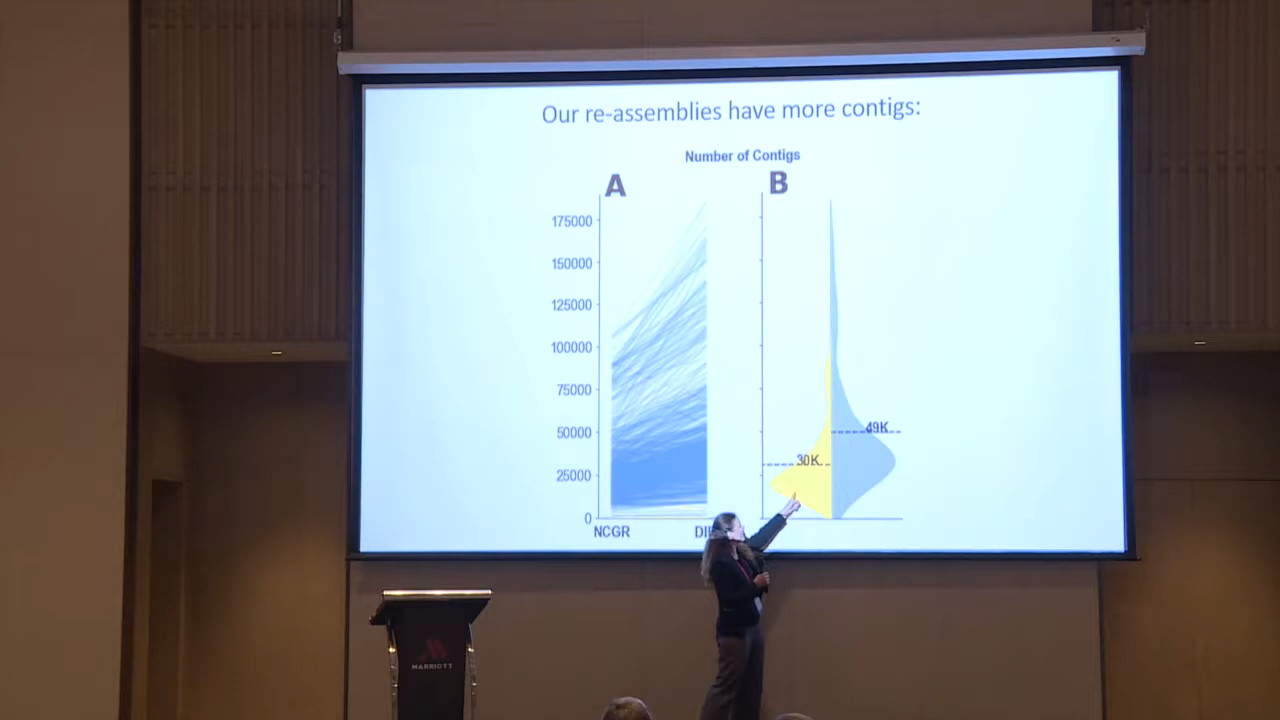 Our re-assemblies have more contigs:
Number of Contigs
A
B
175000
150000
125000
100000
75000
50000
25000
0
49K
30K
NCGR
MARRIOTT